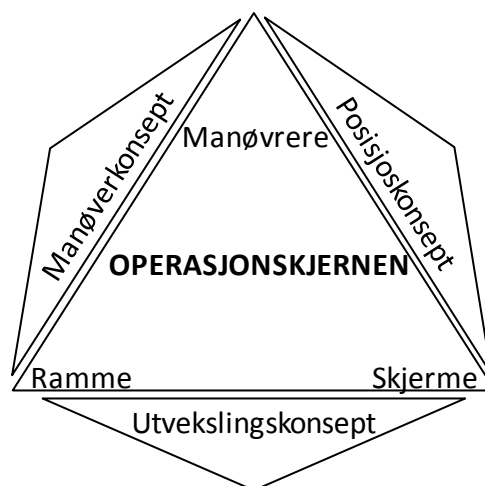 Manøverkonsept
Posisjoskonsept
Manøvrere
OPERASJONSKJERNEN
Ramme
Skjerme
Utvekslingskonsept